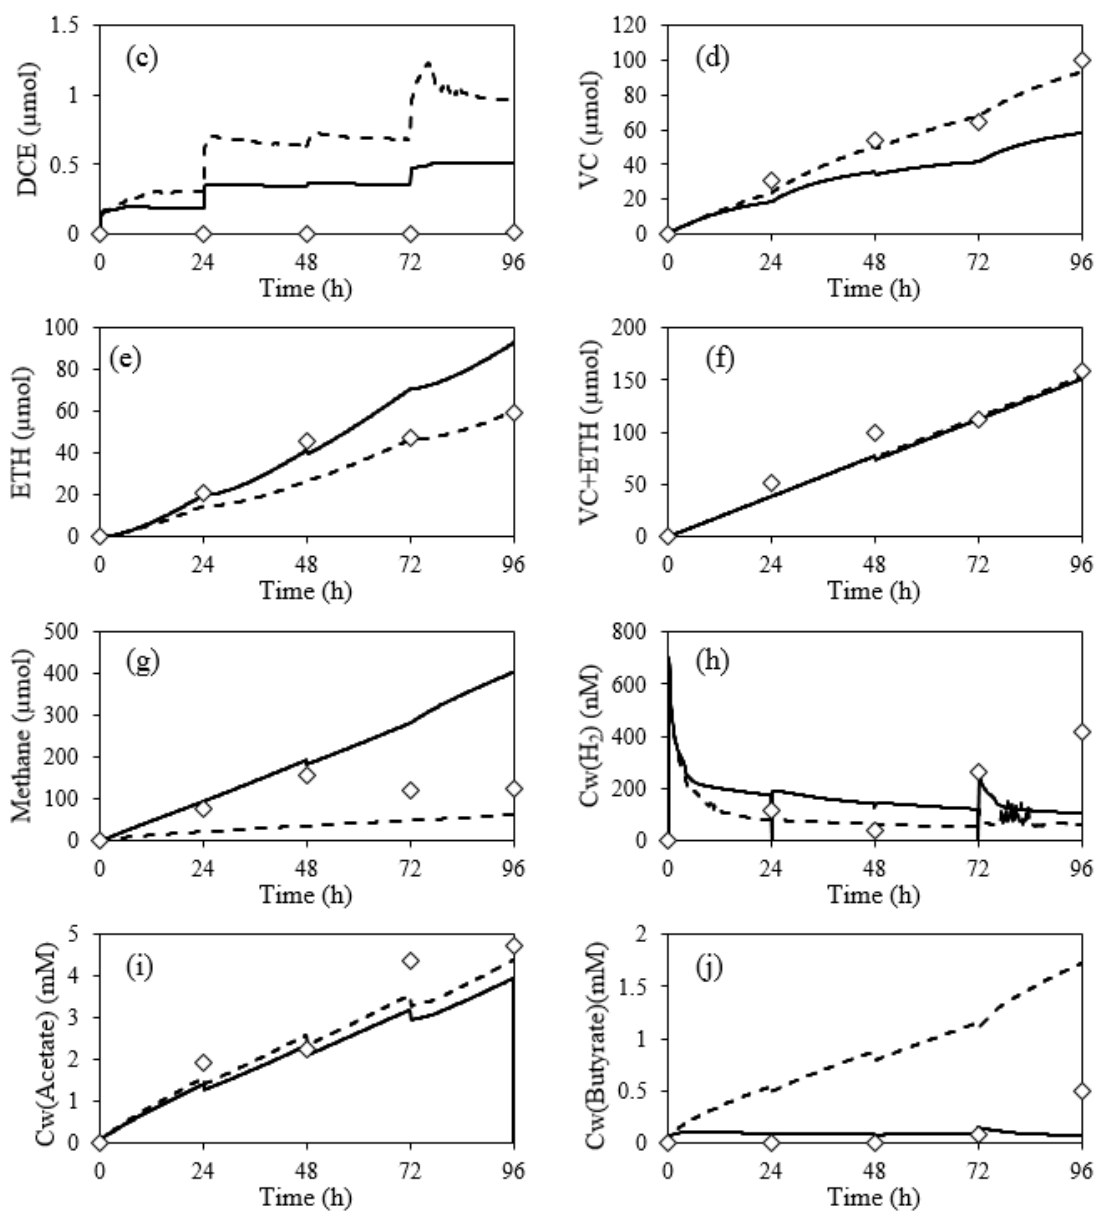 (c)
DCE (µmol)
1.5
1
0.5
0
0 24 48 72 96
Time (h)
(d)
VC (µmol)
120
100
80
60
40
20
0
0 24 48 72 96
Time (h)
(e)
ETH (µmol)
100
80
60
40
20
0
0 24 48 72 96
Time (h)
(f)
VC+ETH (µmol)
200
150
100
50
0
0 24 48 72 96
Time (h)
(g)
Methane (µmol)
500
400
300
200
100
0
0 24 48 72 96
Time (h)
(h)
Cw(H₂) (nM)
800
600
400
200
0
0 24 48 72 96
Time (h)
(i)
Cw(Acetate) (mM)
5
4
3
2
1
0
0 24 48 72 96
Time (h)
(j)
Cw(Butyrate)(mM)
2
1.5
1
0.5
0
0 24 48 72 96
Time (h)